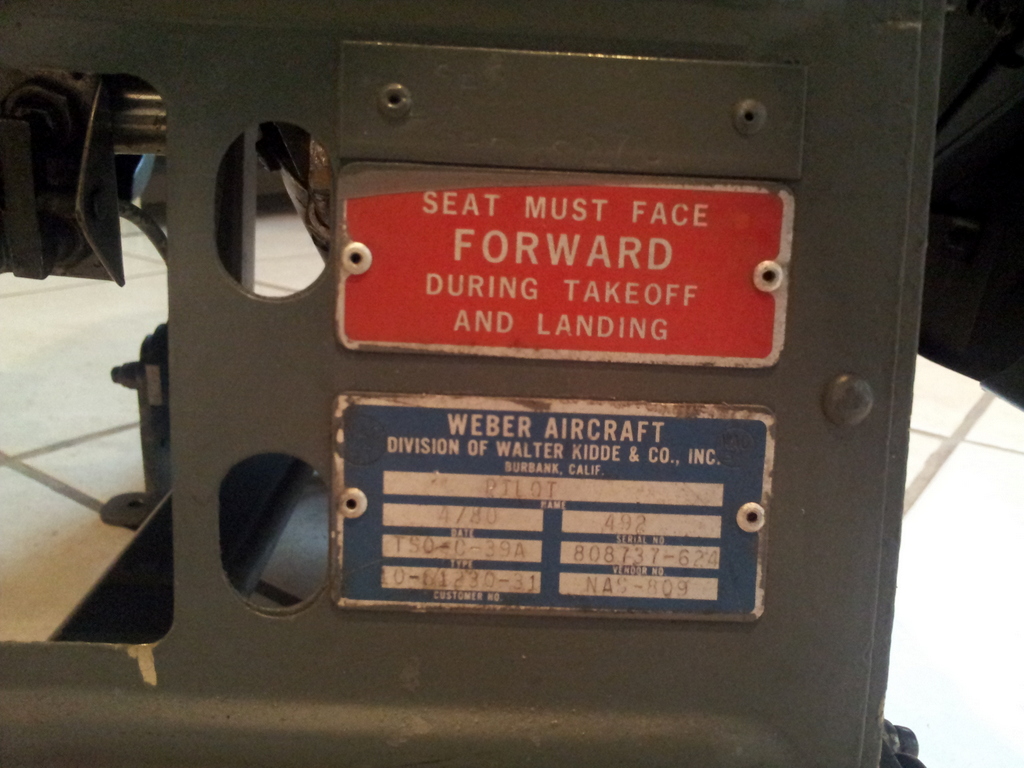 SEAT MUST FACE
FORWARD
DURING TAKEOFF
AND LANDING
WEBER AIRCRAFT
DIVISION OF WALTER KIDDE & CO., INC.
BURBANK, CALIF.
PILOT
NAME
4/80 492
DATE SERIAL NO
TSO-C-39A 808737-624
TYPE VENDOR NO
NAS-809
CUSTOMER NO.